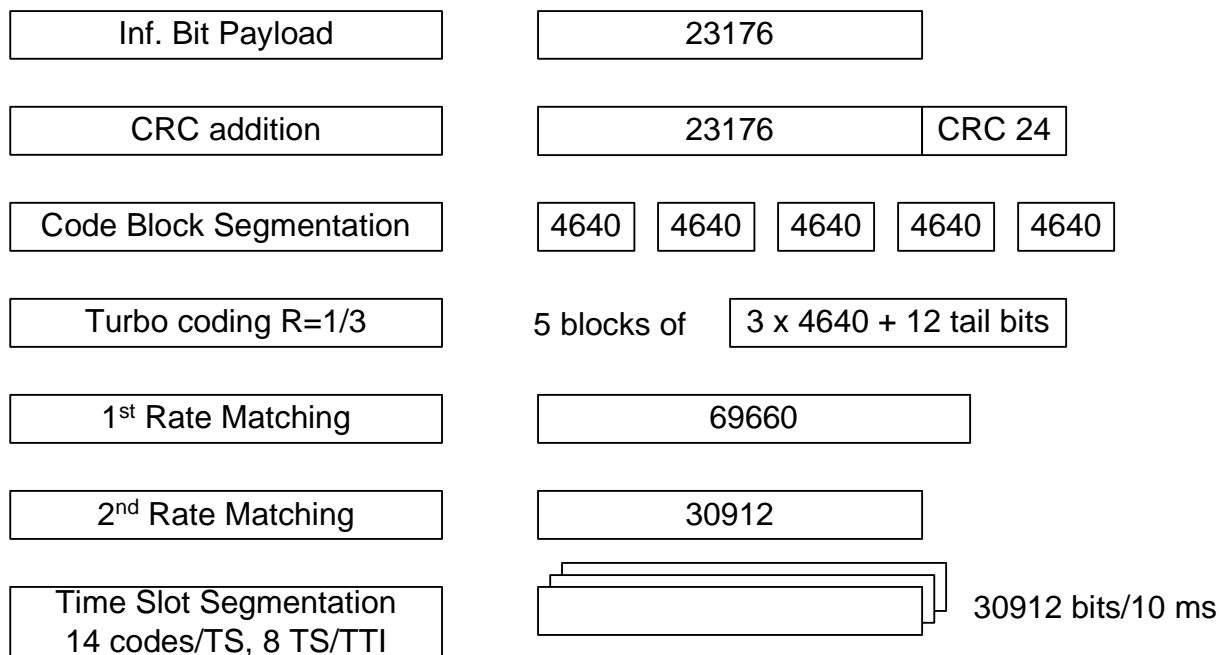 Inf. Bit Payload 23176
CRC addition 23176 CRC 24
Code Block Segmentation 4640 4640 4640 4640 4640
Turbo coding R=1/3 5 blocks of 3 x 4640 + 12 tail bits
1st Rate Matching 69660
2nd Rate Matching 30912
Time Slot Segmentation
14 codes/TS, 8 TS/TTI
30912 bits/10 ms